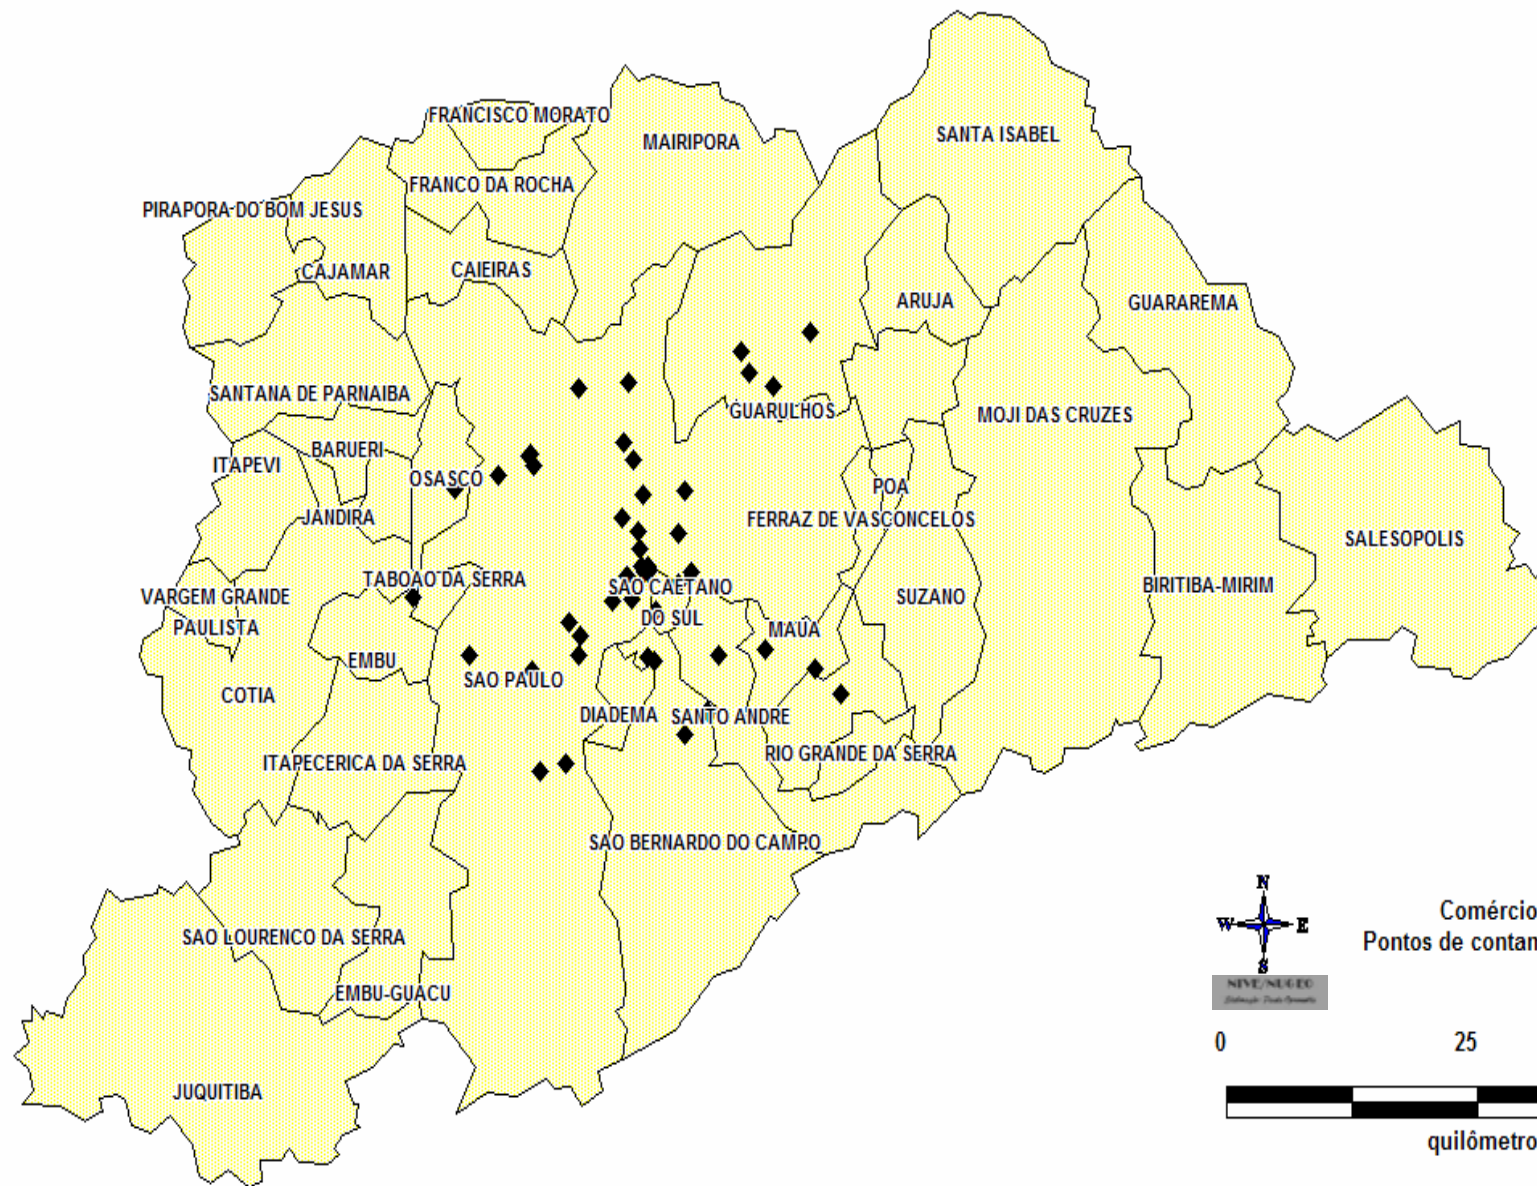 FRANCISCO MORATO
MAIRIPORA
SANTA ISABEL
FRANCO DA ROCHA
PIRAPORA DO BOM JESUS
CAJAMAR
CAIEIRAS
ARUJA
GUARAREMA
SANTANA DE PARNAIBA
GUARULHOS
MOJI DAS CRUZES
BARUERI
ITAPEVI
OSASCO
POA
JANDIRA
FERRAZ DE VASCONCELOS
SALESOPOLIS
TABOAO DA SERRA
SAO CAETANO
DO SUL
BIRITIBA-MIRIM
VARGEM GRANDE
PAULISTA
SUZANO
MAUA
EMBU
SAO PAULO
COTIA
DIADEMA
SANTO ANDRE
RIO GRANDE DA SERRA
ITAPECERICA DA SERRA
SAO BERNARDO DO CAMPO
SAO LOURENCO DA SERRA
EMBU-GUACU
JUQUITIBA
N
W E
S
Comércio
Pontos de contan
NIVE/NUGEO
0 25
quilômetro